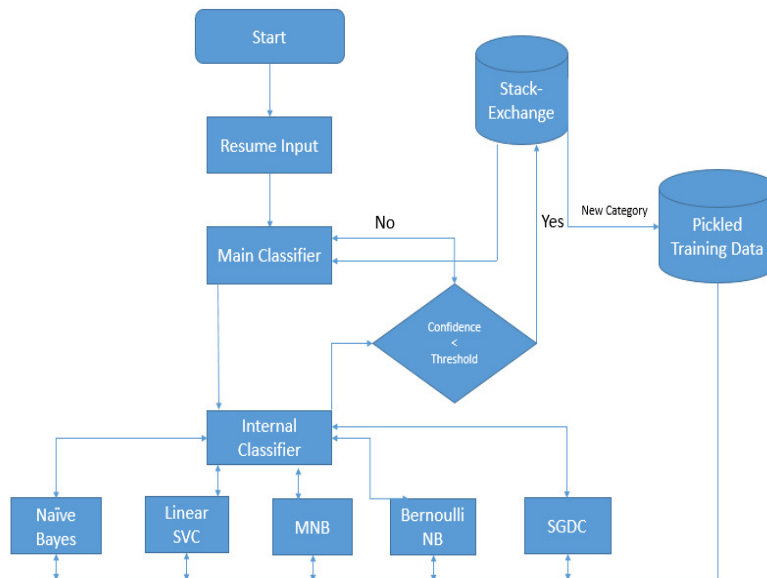 Start
Stack-
Exchange
Resume Input
New Category
No
Yes
Pickled
Training Data
Main Classifier
Confidence
<
Threshold
Internal
Classifier
Naïve
Bayes
Linear
SVC
MNB
Bernoulli
NB
SGDC